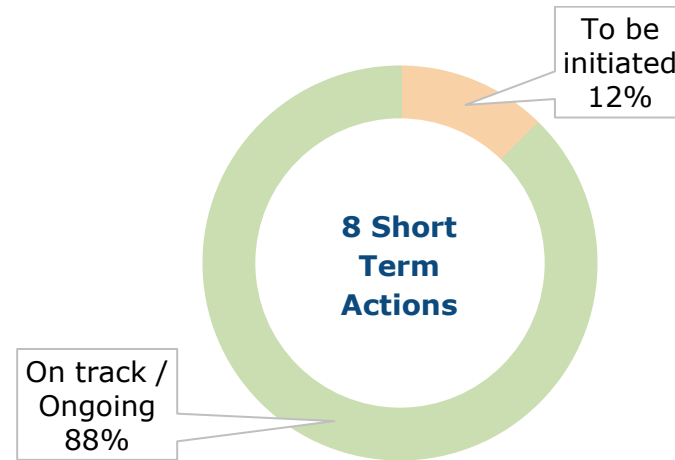 To be
initiated
12%
8 Short
Term
Actions
On track /
Ongoing
88%